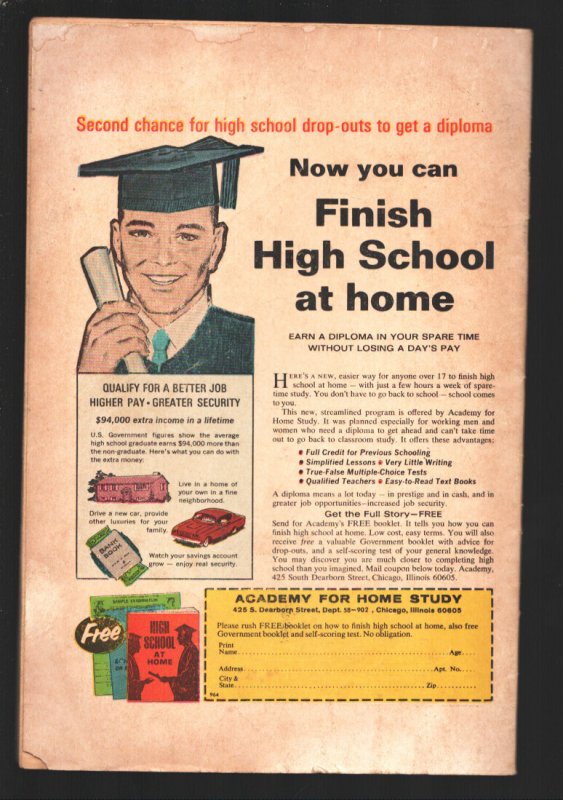 Second chance for high school drop-outs to get a diploma
Now you can
Finish
High School
at home
EARN A DIPLOMA IN YOUR SPARE TIME
WITHOUT LOSING A DAY'S PAY
HERE'S A NEW, easier way for anyone over 17 to finish high
school at home — with just a few hours a week of spare-
time study. You don't have to go back to school — school comes
to you.
This new, streamlined program is offered by Academy for
Home Study. It was planned especially for working men and
women who need a diploma to get ahead and can't take time
out to go back to classroom study. It offers these advantages:
• Full Credit for Previous Schooling
• Simplified Lessons • Very Little Writing
• True-False Multiple-Choice Tests
• Qualified Teachers • Easy-to-Read Text Books
A diploma means a lot today — in prestige and in cash, and in
greater job opportunities—increased job security.
Get the Full Story—FREE
Send for Academy's FREE booklet. It tells you how you can
finish high school at home. Low cost, easy terms. You will also
receive free a valuable Government booklet with advice for
drop-outs, and a self-scoring test of your general knowledge.
You may discover you are much closer to completing high
school than you imagined. Mail coupon below today. Academy,
425 South Dearborn Street, Chicago, Illinois 60605.
QUALIFY FOR A BETTER JOB
HIGHER PAY • GREATER SECURITY
$94,000 extra income in a lifetime
U.S. Government figures show the average
high school graduate earns $94,000 more than
the non-graduate. Here's what you can do with
the extra money:
Live in a home of
your own in a fine
neighborhood.
Drive a new car, provide
other luxuries for your
family.
BANK
BOOK
Watch your savings account
grow — enjoy real security.
Free
HIGH
SCHOOL
AT
HOME
ACADEMY FOR HOME STUDY
425 S. Dearborn Street, Dept. 58-902, Chicago, Illinois 60605
Please rush FREE booklet on how to finish high school at home, also free
Government booklet and self-scoring test. No obligation.
Print
Name Age
Address Apt. No.
City &
State Zip
964